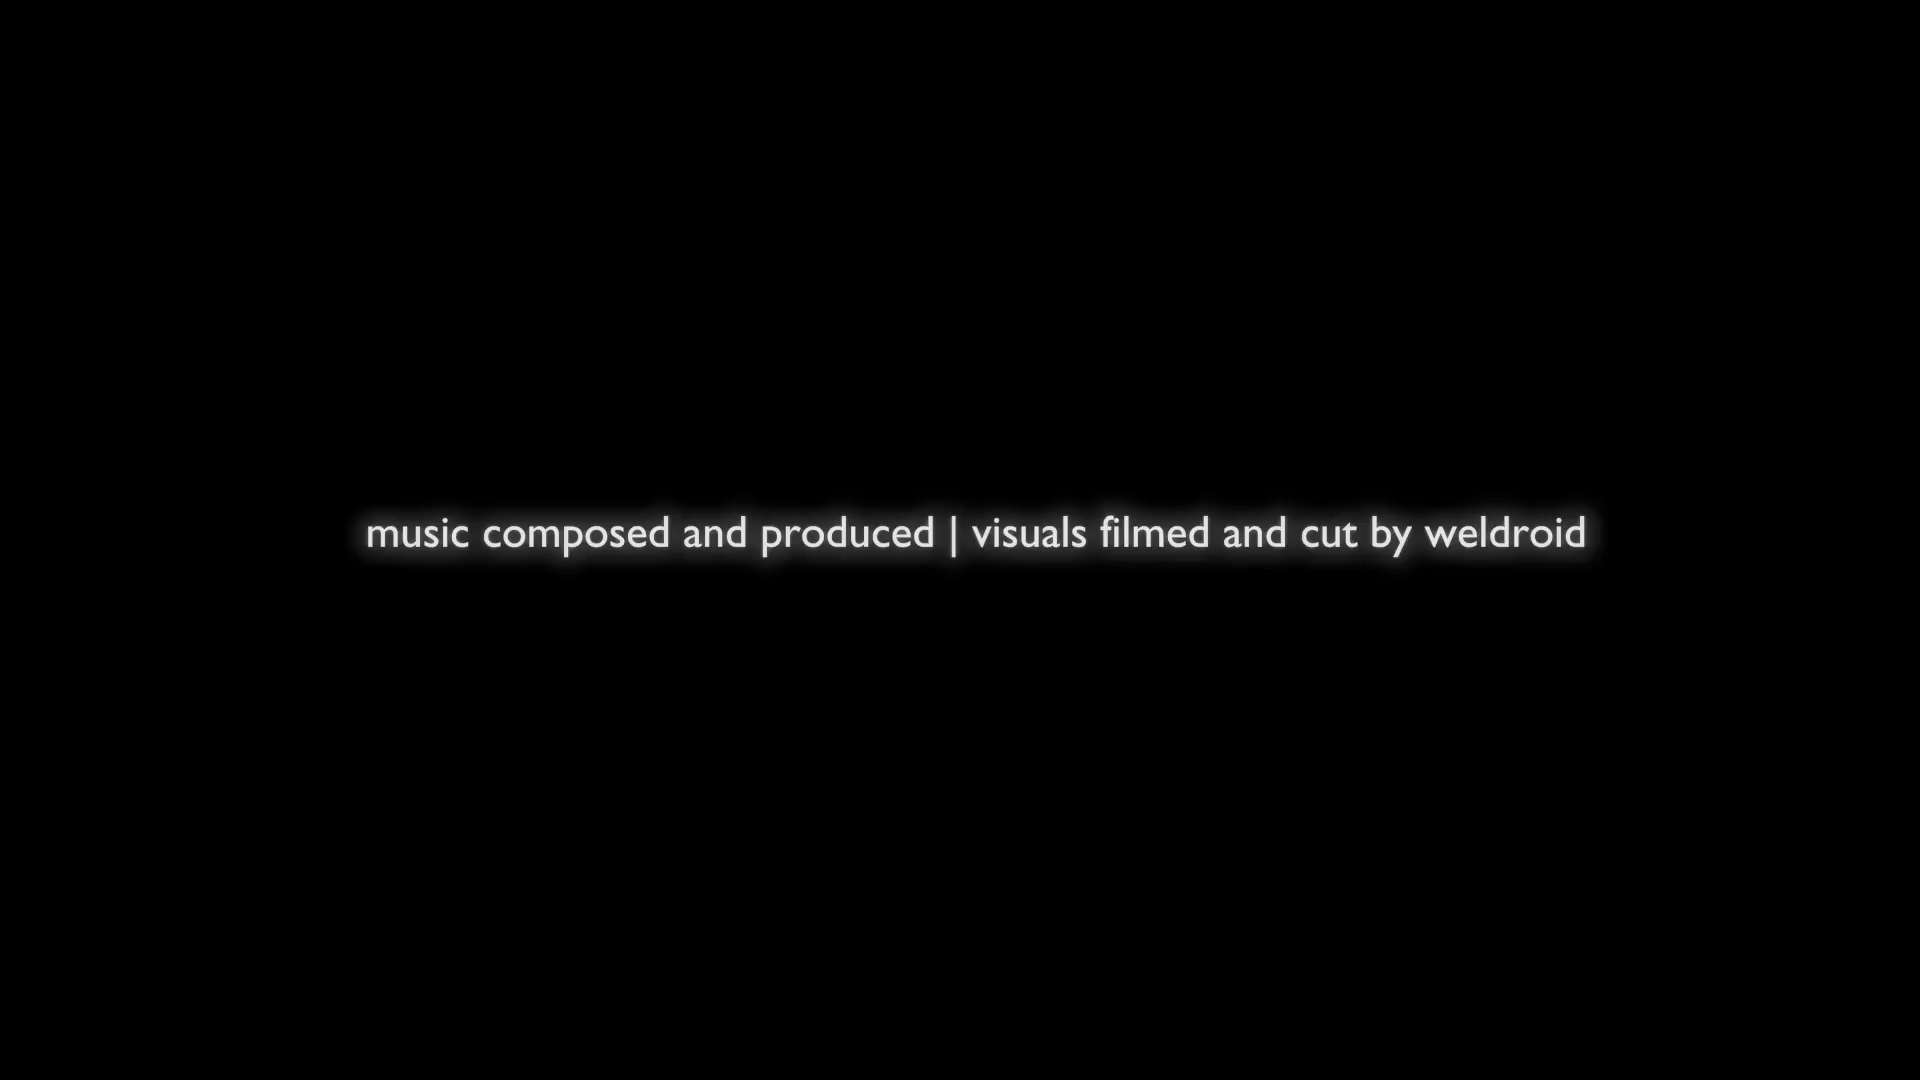 music composed and produced | visuals filmed and cut by weldroid